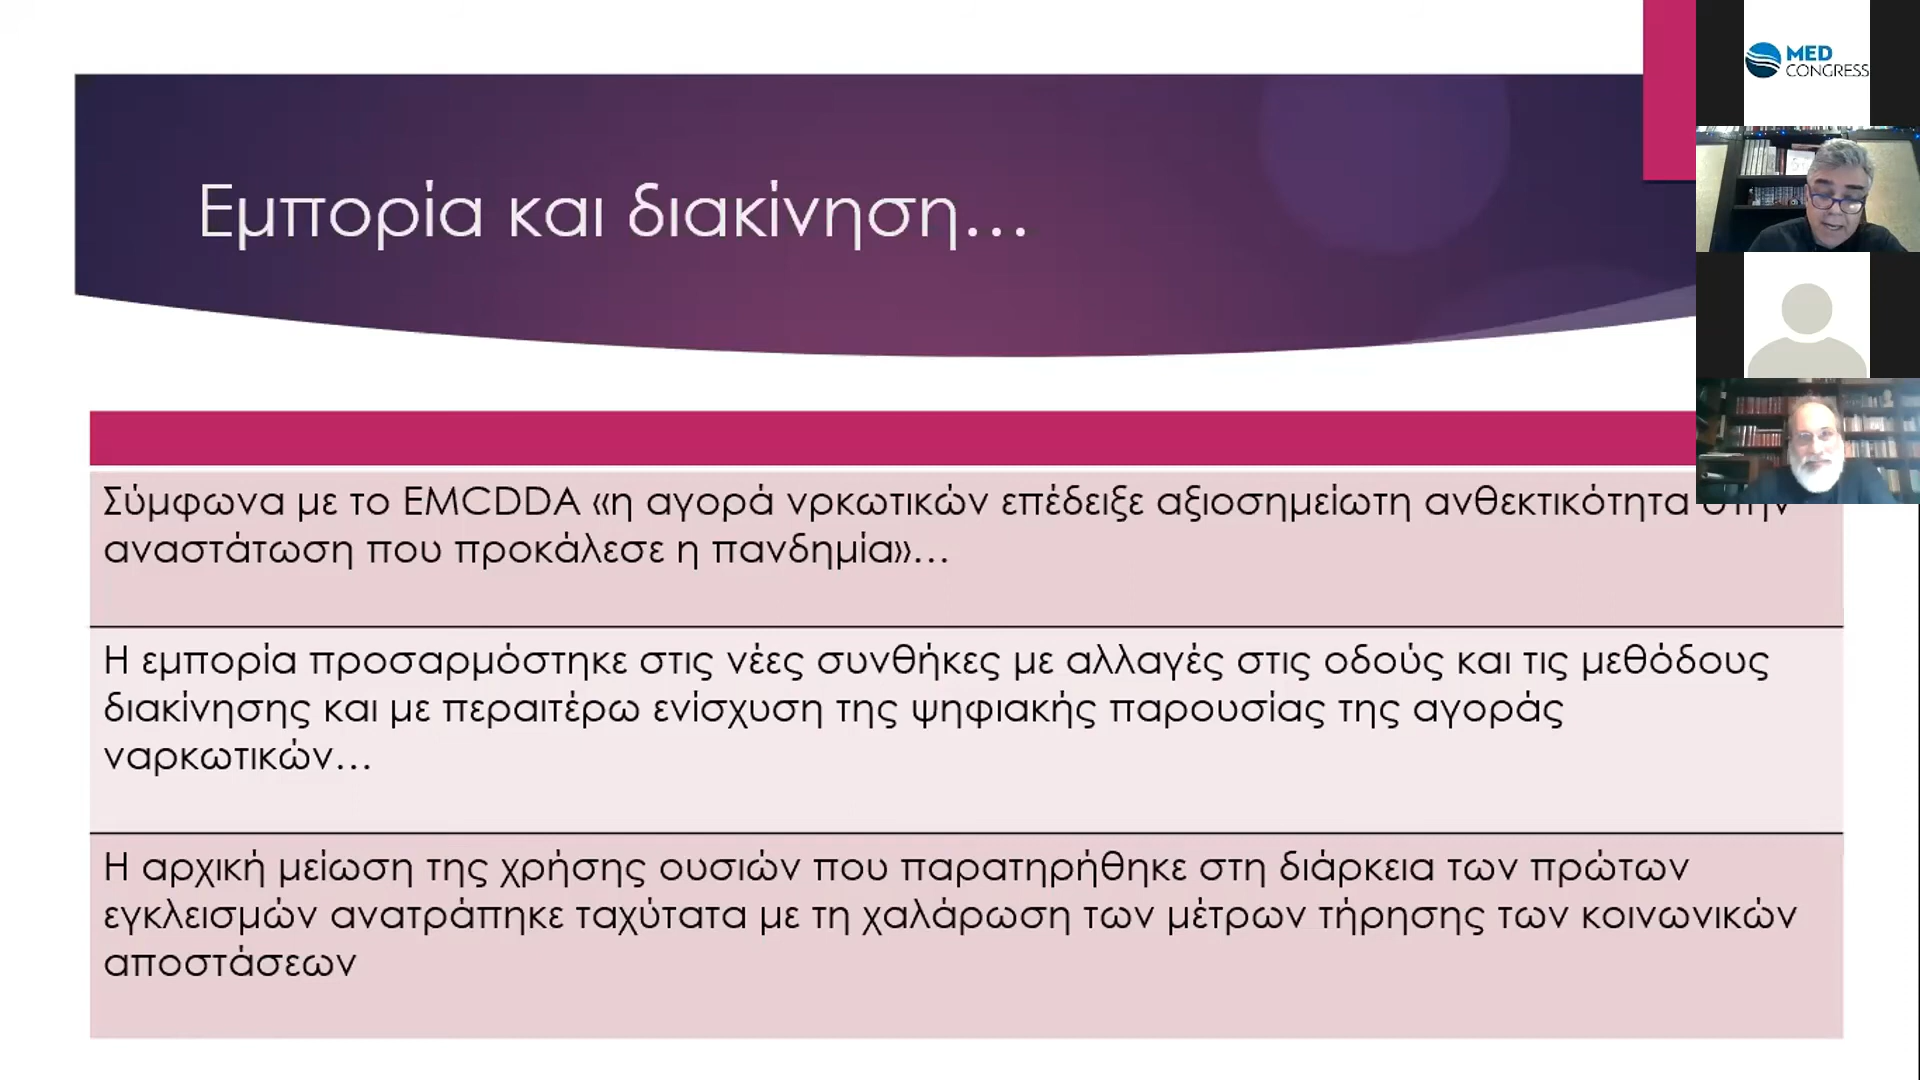 Εμπορία και διακίνηση...
MED
CONGRESS
Σύμφωνα με το EMCDDA «η αγορά νρκωτικών επέδειξε αξιοσημείωτη ανθεκτικότητα στην
αναστάτωση που προκάλεσε η πανδημία»...
Η εμπορία προσαρμόστηκε στις νέες συνθήκες με αλλαγές στις οδούς και τις μεθόδους
διακίνησης και με περαιτέρω ενίσχυση της ψηφιακής παρουσίας της αγοράς
ναρκωτικών...
Η αρχική μείωση της χρήσης ουσιών που παρατηρήθηκε στη διάρκεια των πρώτων
εγκλεισμών ανατράπηκε ταχύτατα με τη χαλάρωση των μέτρων τήρησης των κοινωνικών
αποστάσεων